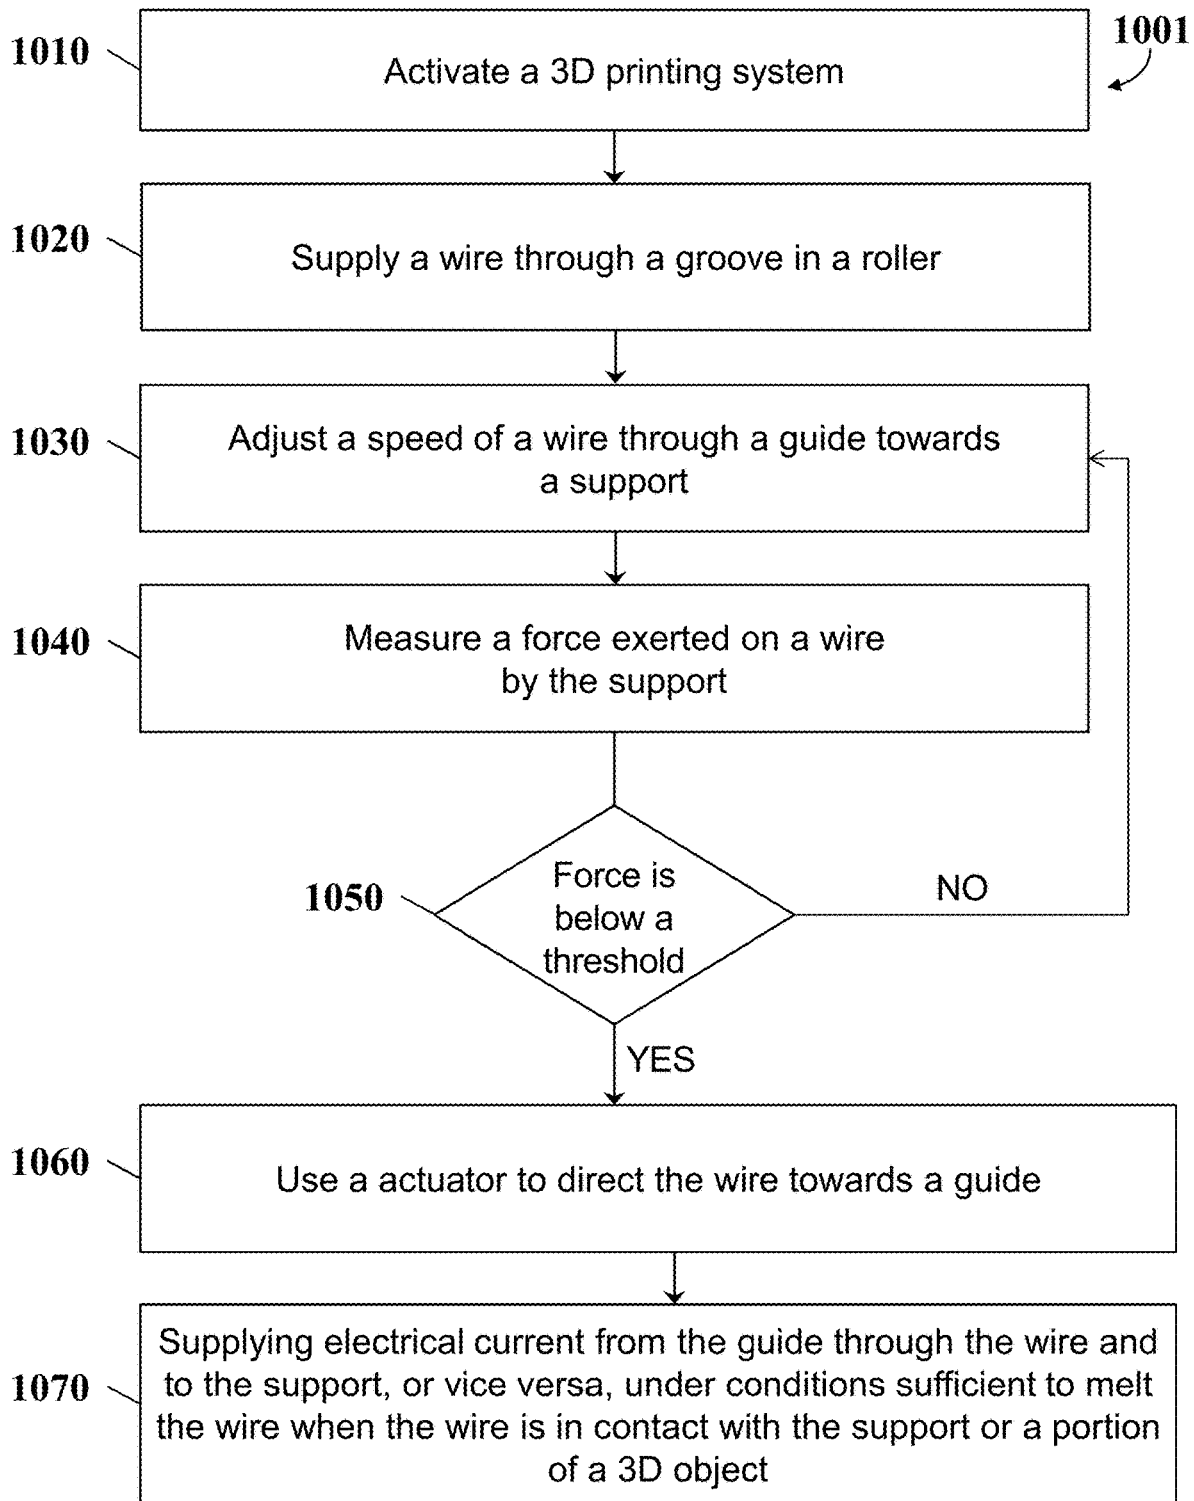 1001
1010
Activate a 3D printing system
1020
Supply a wire through a groove in a roller
1030
Adjust a speed of a wire through a guide towards
a support
1040
Measure a force exerted on a wire
by the support
1050
Force is
below a
threshold
NO
YES
1060
Use a actuator to direct the wire towards a guide
1070
Supplying electrical current from the guide through the wire and
to the support, or vice versa, under conditions sufficient to melt
the wire when the wire is in contact with the support or a portion
of a 3D object